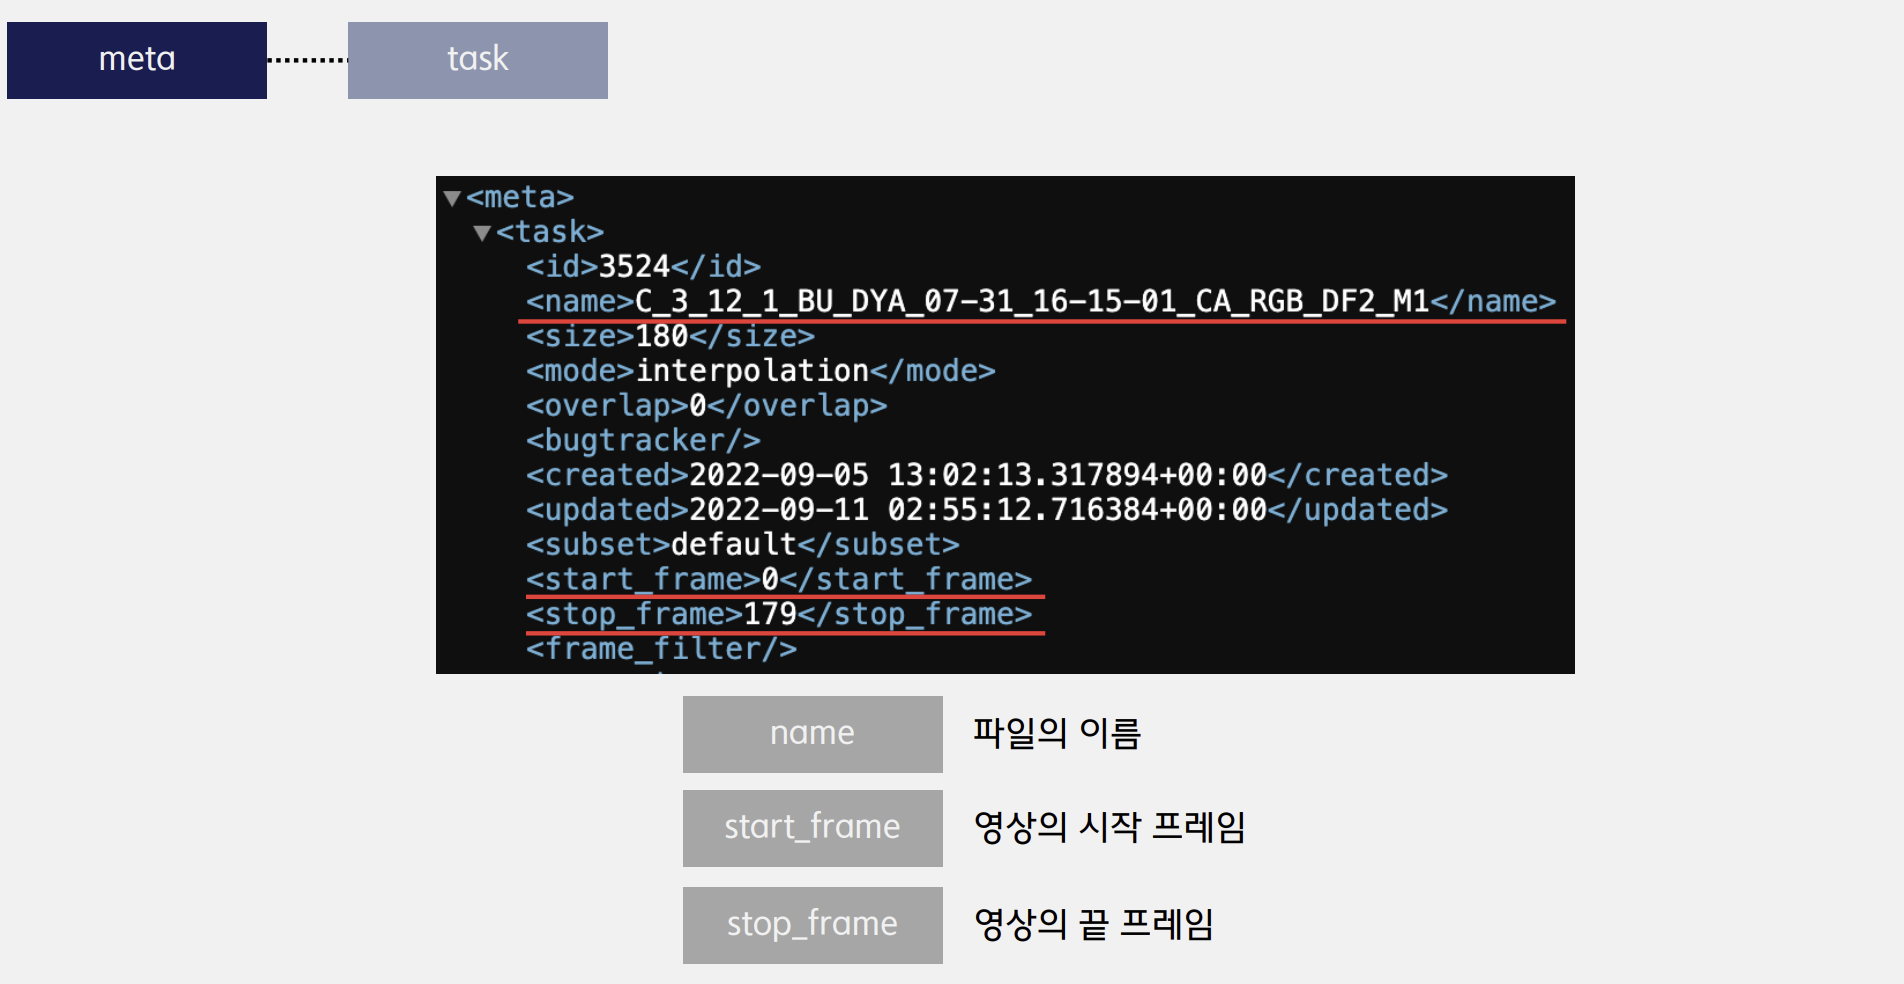 meta
task
<meta>
<task>
<id>3524</id>
<name>C_3_12_1_BU_DYA_07-31_16-15-01_CA_RGB_DF2_M1</name>
<size>180</size>
<mode>interpolation</mode>
<overlap>0</overlap>
<bugtracker/>
<created>2022-09-05 13:02:13.317894+00:00</created>
<updated>2022-09-11 02:55:12.716384+00:00</updated>
<subset>default</subset>
<start_frame>0</start_frame>
<stop_frame>179</stop_frame>
<frame_filter/>
name 파일의 이름
start_frame 영상의 시작 프레임
stop_frame 영상의 끝 프레임